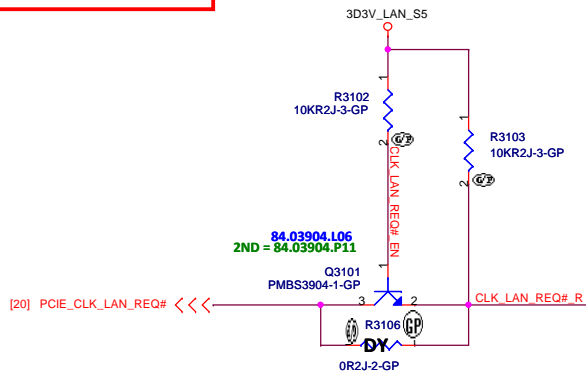 3D3V_LAN_S5
1
R3102
10KR2J-3-GP
2
G/P
1
R3103
10KR2J-3-GP
2
G/P
CLK_LAN_REQ#_EN
84.03904.L06
2ND = 84.03904.P11
Q3101
PMBS3904-1-GP
1
3
2
[20] PCIE_CLK_LAN_REQ#
CLK_LAN_REQ#_R
R3106
GP
DY
0R2J-2-GP